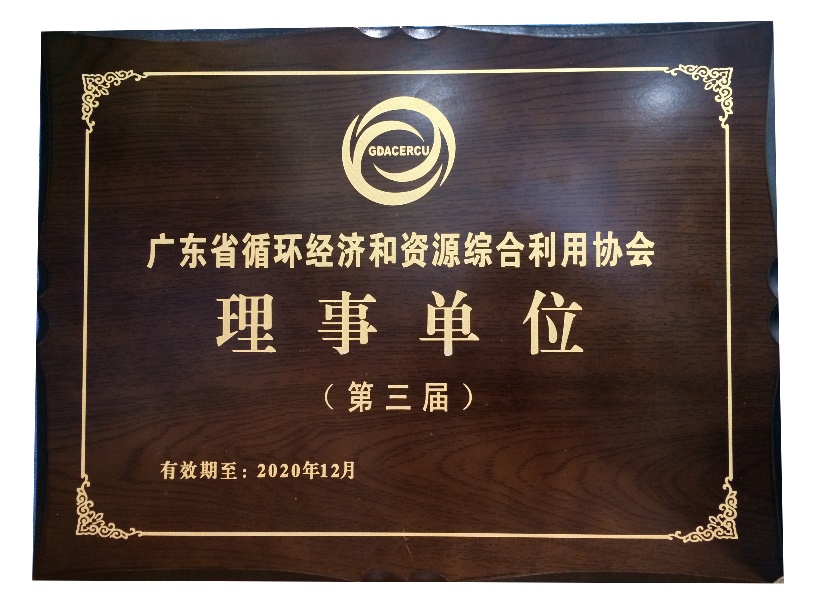 GDACERCU
广东省循环经济和资源综合利用协会
理事单位
（第三届）
有效期至：2020年12月